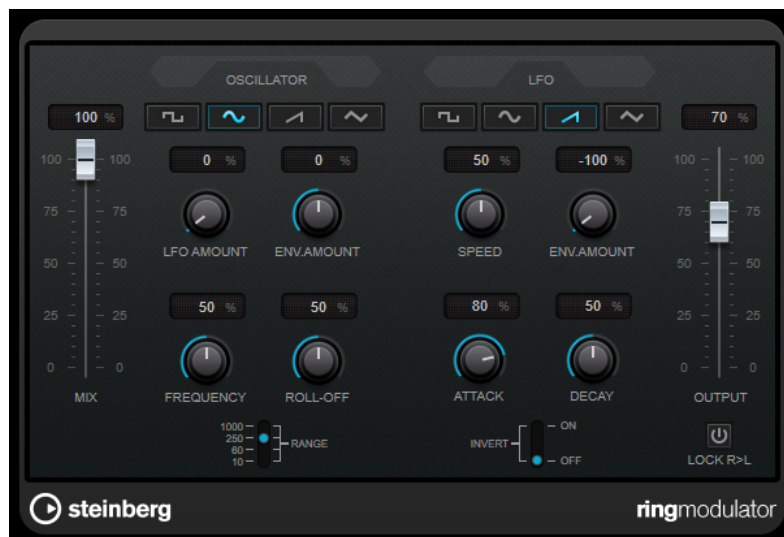 OSCILLATOR LFO
100 % 70 %
0 % 0 % 50 % -100 %
100 100 100 100
75 75 75 75
LFO AMOUNT ENV.AMOUNT SPEED ENV.AMOUNT
50 50 50 50
50 % 50 % 80 % 50 %
25 25 25 25
0 0 0 0
MIX FREQUENCY ROLL-OFF ATTACK DECAY OUTPUT
1000
250
60
10
RANGE
INVERT
ON
OFF
LOCK R>L
steinberg ringmodulator